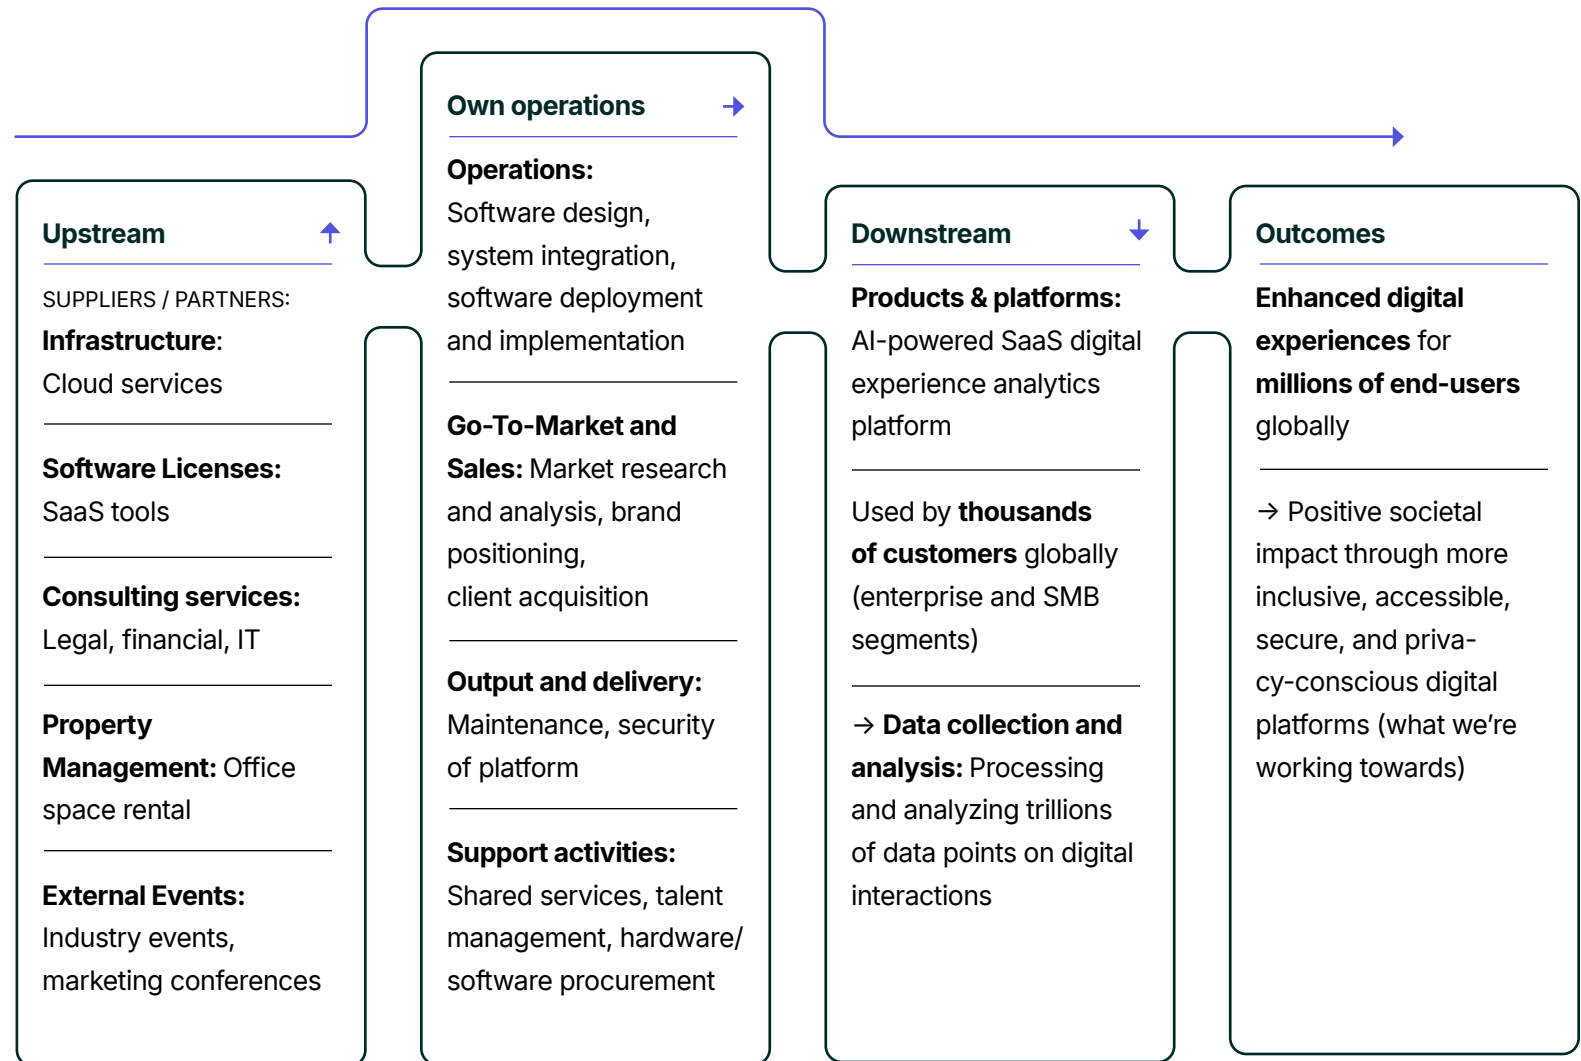 Upstream
SUPPLIERS / PARTNERS:
Infrastructure:
Cloud services
Software Licenses:
SaaS tools
Consulting services:
Legal, financial, IT
Property
Management: Office
space rental
External Events:
Industry events,
marketing conferences
Own operations
Operations:
Software design,
system integration,
software deployment
and implementation
Go-To-Market and
Sales: Market research
and analysis, brand
positioning,
client acquisition
Output and delivery:
Maintenance, security
of platform
Support activities:
Shared services, talent
management, hardware/
software procurement
Downstream
Products & platforms:
AI-powered SaaS digital
experience analytics
platform
Used by thousands
of customers globally
(enterprise and SMB
segments)
→ Data collection and
analysis: Processing
and analyzing trillions
of data points on digital
interactions
Outcomes
Enhanced digital
experiences for
millions of end-users
globally
→ Positive societal
impact through more
inclusive, accessible,
secure, and priva-
cy-conscious digital
platforms (what we’re
working towards)